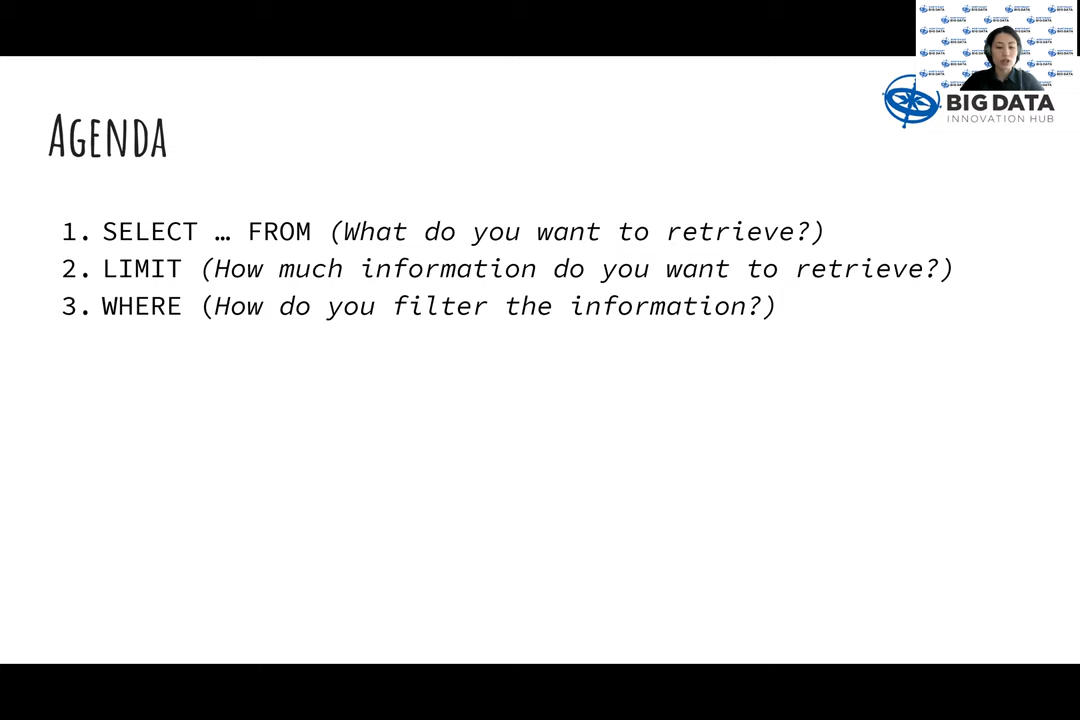 BIG DATA
INNOVATION HUB
AGENDA
1. SELECT … FROM (What do you want to retrieve?)
2. LIMIT (How much information do you want to retrieve?)
3. WHERE (How do you filter the information?)